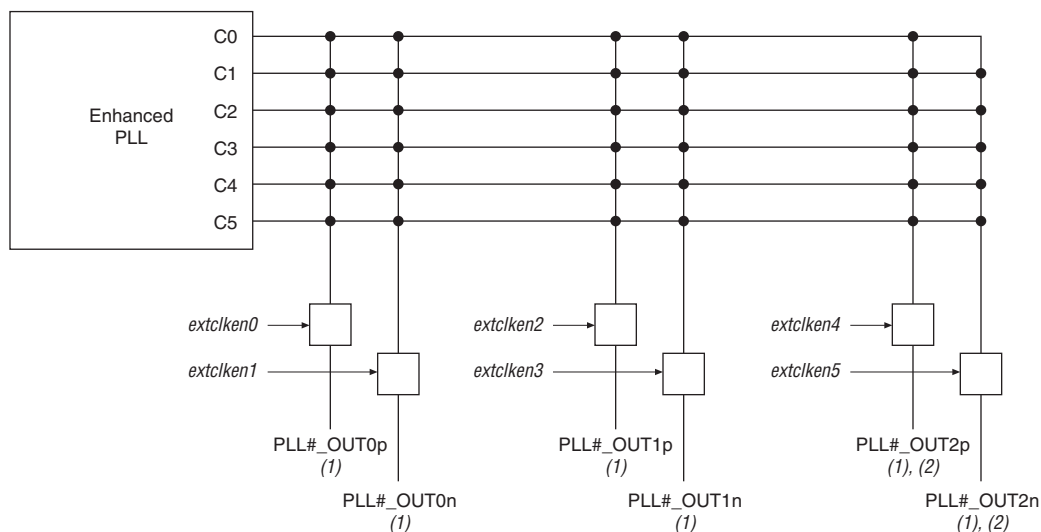 C0
C1
C2
Enhanced
PLL
C3
C4
C5
extclken0
extclken2
extclken4
extclken1
extclken3
extclken5
PLL#_OUT0p
(1)
PLL#_OUT1p
(1)
PLL#_OUT2p
(1), (2)
PLL#_OUT0n
(1)
PLL#_OUT1n
(1)
PLL#_OUT2n
(1), (2)